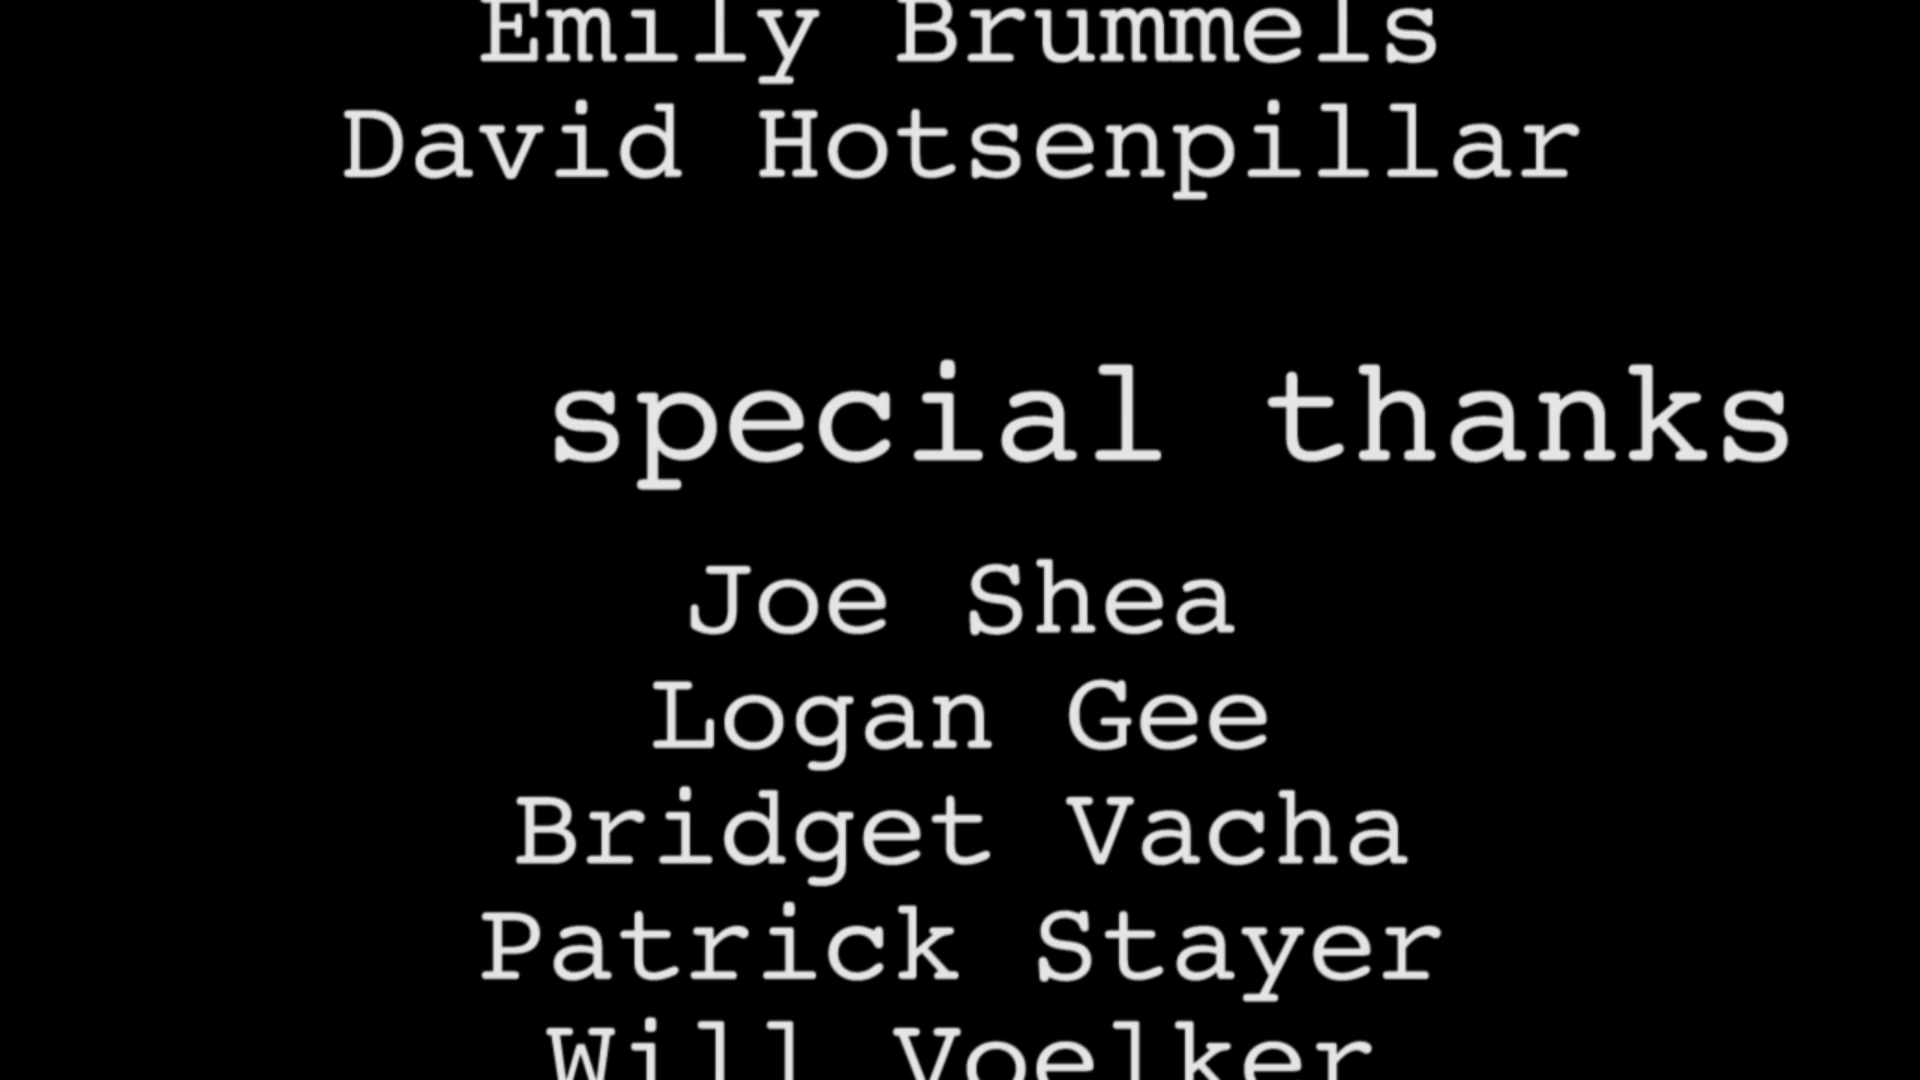 Emily Brummels
David Hotsenpillar
special thanks
Joe Shea
Logan Gee
Bridget Vacha
Patrick Stayer
Will Voelker